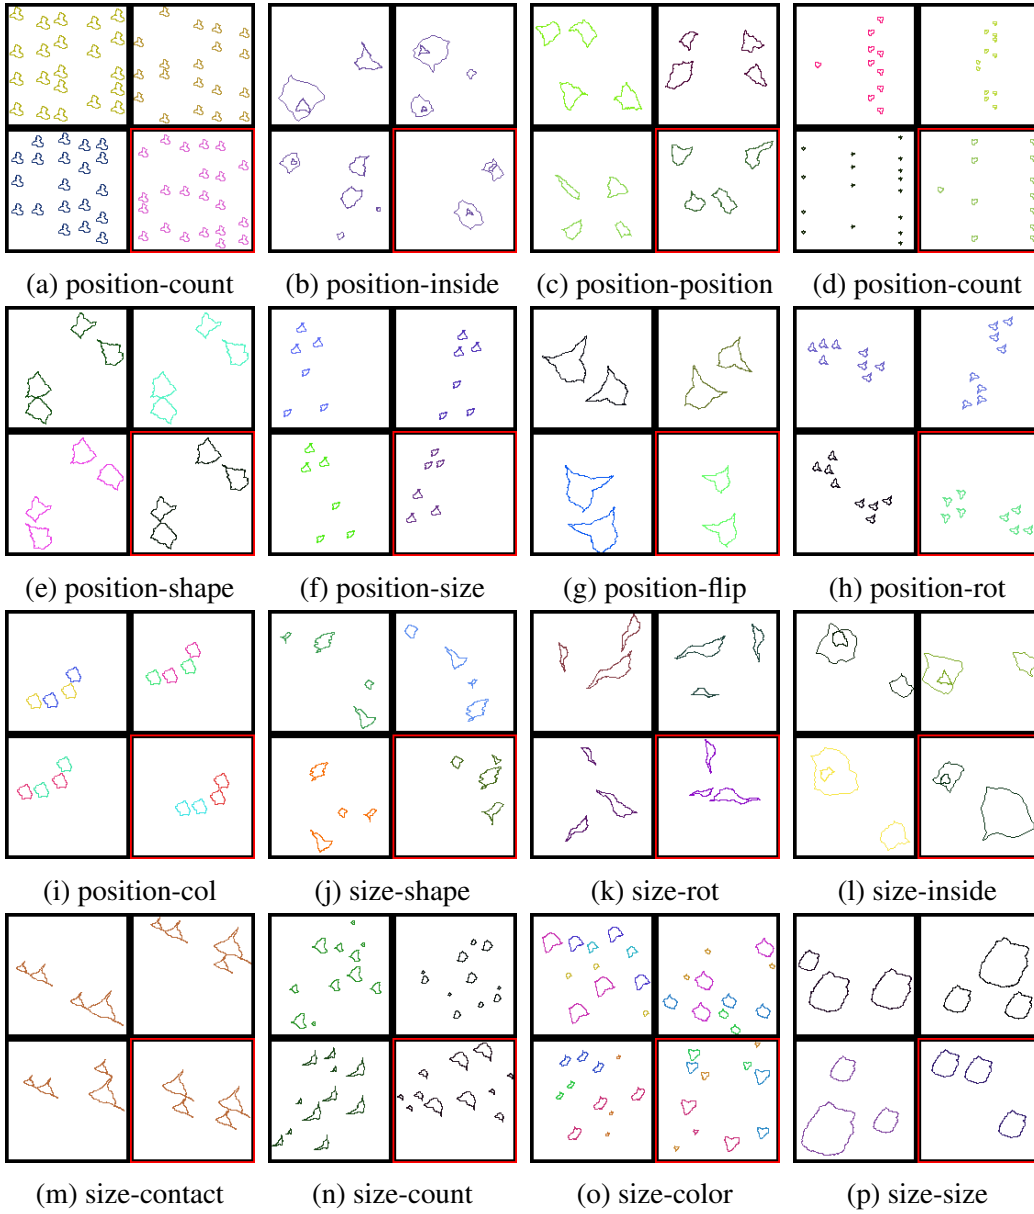 (a) position-count (b) position-inside (c) position-position (d) position-count
(e) position-shape (f) position-size (g) position-flip (h) position-rot
(i) position-col (j) size-shape (k) size-rot (l) size-inside
(m) size-contact (n) size-count (o) size-color (p) size-size